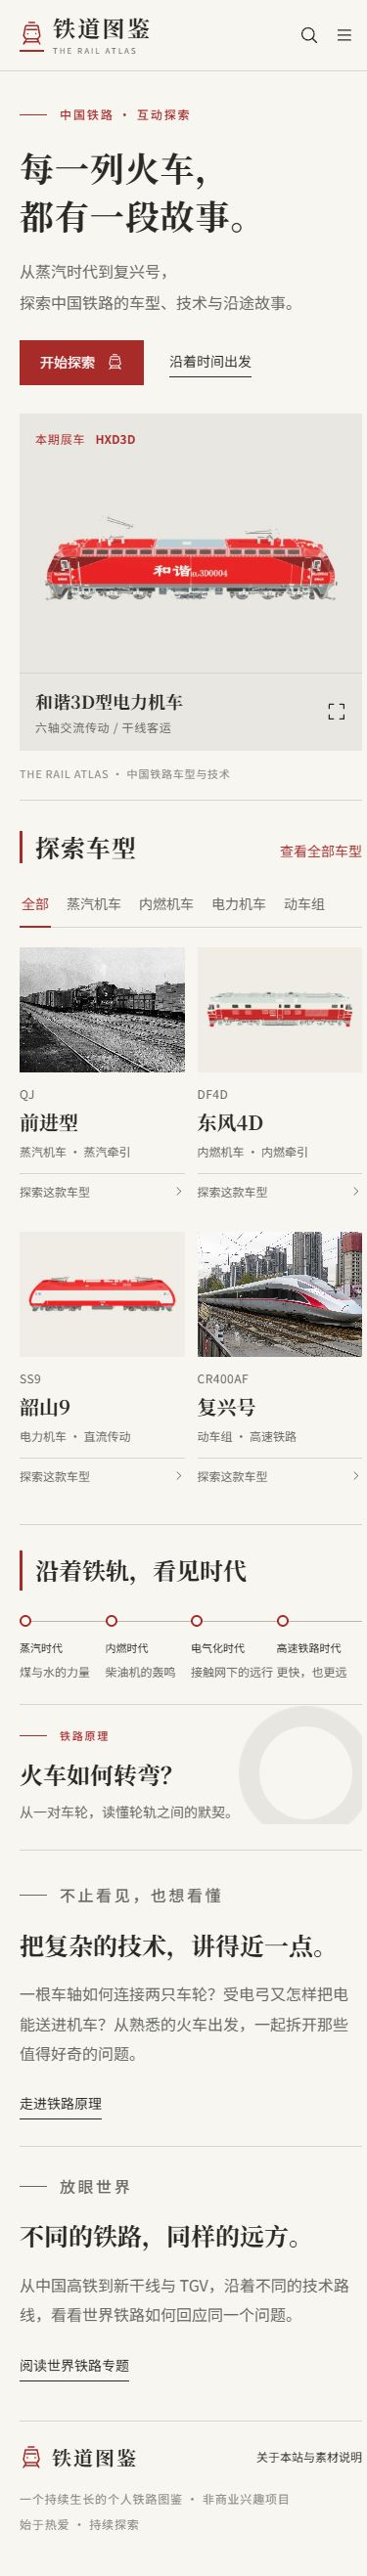 铁道图鉴
THE RAIL ATLAS
中国铁路 · 互动探索
每一列火车，
都有一段故事。
从蒸汽时代到复兴号，
探索中国铁路的车型、技术与沿途故事。
开始探索
沿着时间出发
本期展车 HXD3D
和谐HXD3D0004
和谐3D型电力机车
六轴交流传动 / 干线客运
THE RAIL ATLAS · 中国铁路车型与技术
探索车型
查看全部车型
全部 蒸汽机车 内燃机车 电力机车 动车组
QJ
前进型
蒸汽机车 · 蒸汽牵引
探索这款车型
DF4D
东风4D
内燃机车 · 内燃牵引
探索这款车型
SS9
韶山9
电力机车 · 直流传动
探索这款车型
CR400AF
复兴号
动车组 · 高速铁路
探索这款车型
沿着铁轨，看见时代
蒸汽时代
煤与水的力量
内燃时代
柴油机的轰鸣
电气化时代
接触网下的远行
高速铁路时代
更快，也更远
铁路原理
火车如何转弯？
从一对车轮，读懂轮轨之间的默契。
不止看见，也想看懂
把复杂的技术，讲得近一点。
一根车轴如何连接两只车轮？受电弓又怎样把电
能送进机车？从熟悉的火车出发，一起拆开那些
值得好奇的问题。
走进铁路原理
放眼世界
不同的铁路，同样的远方。
从中国高铁到新干线与 TGV，沿着不同的技术路
线，看看世界铁路如何回应同一个问题。
阅读世界铁路专题
铁道图鉴
关于本站与素材说明
一个持续生长的个人铁路图鉴 · 非商业兴趣项目
始于热爱 · 持续探索